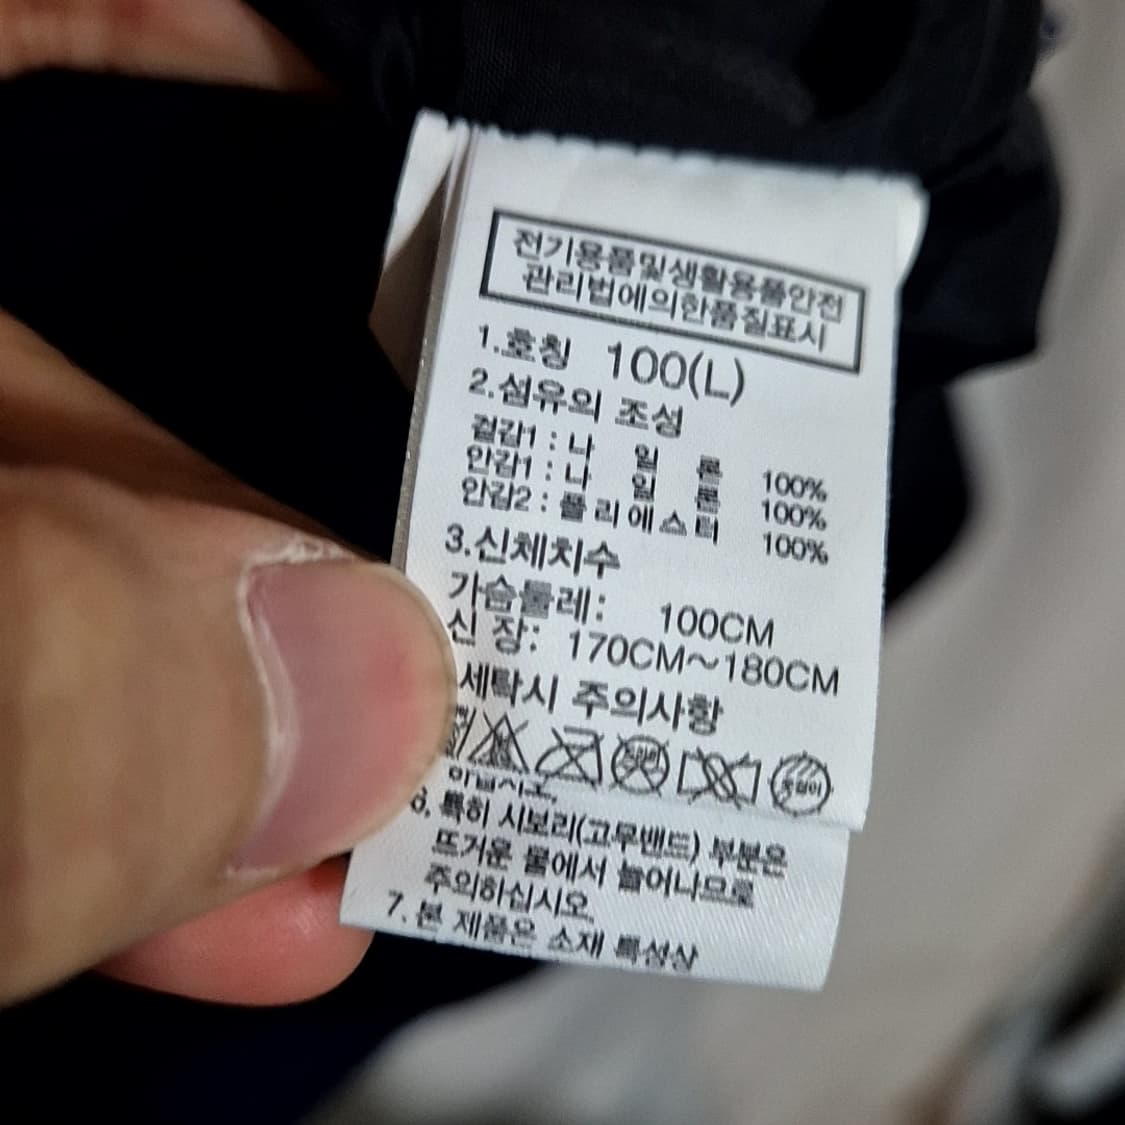 전기용품및생활용품안전
관리법에의한품질표시
1.호칭 100(L)
2.섬유의 조성
겉감1 : 나 일 론 100%
안감1 : 나 일 론 100%
안감2 : 폴리에스터 100%
3.신체치수
가슴둘레: 100CM
신 장: 170CM~180CM
.세탁시 주의사항
하십시오.
6. 특히 시보리(고무밴드) 부분은
뜨거운 물에서 늘어나므로
주의하십시오.
7. 본 제품은 소재 특성상